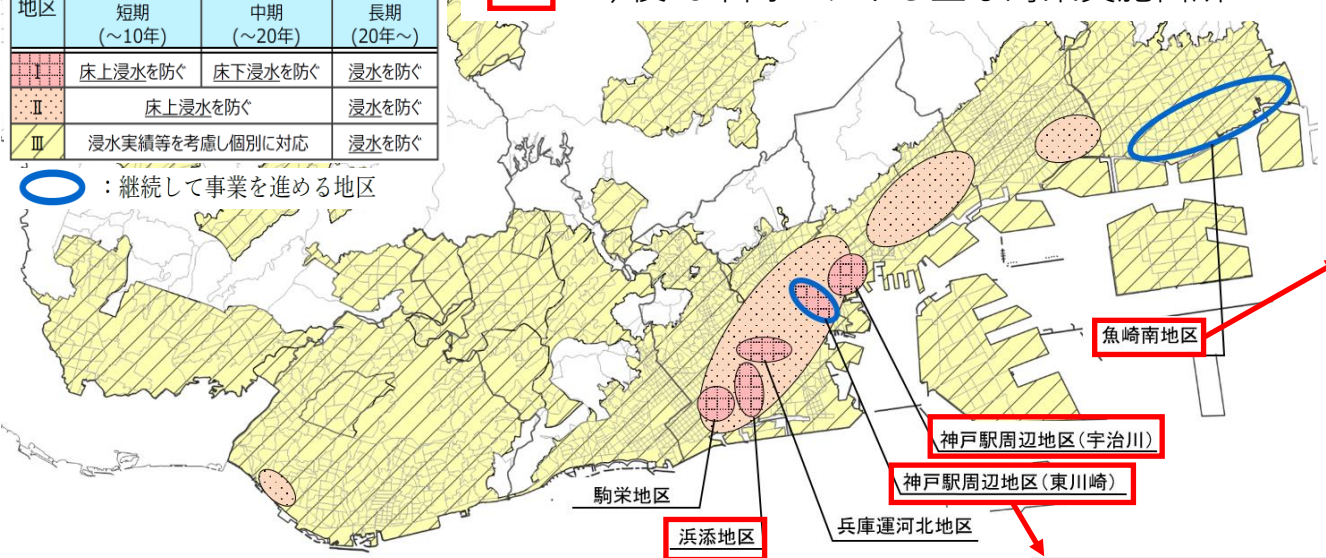 地区
短期
(～10年)
中期
(～20年)
長期
(20年～)
Ⅰ
床上浸水を防ぐ
床下浸水を防ぐ
浸水を防ぐ
Ⅱ
床上浸水を防ぐ
浸水を防ぐ
Ⅲ
浸水実績等を考慮し個別に対応
浸水を防ぐ
：継続して事業を進める地区
魚崎南地区
神戸駅周辺地区(宇治川)
神戸駅周辺地区(東川崎)
駒栄地区
兵庫運河北地区
浜添地区